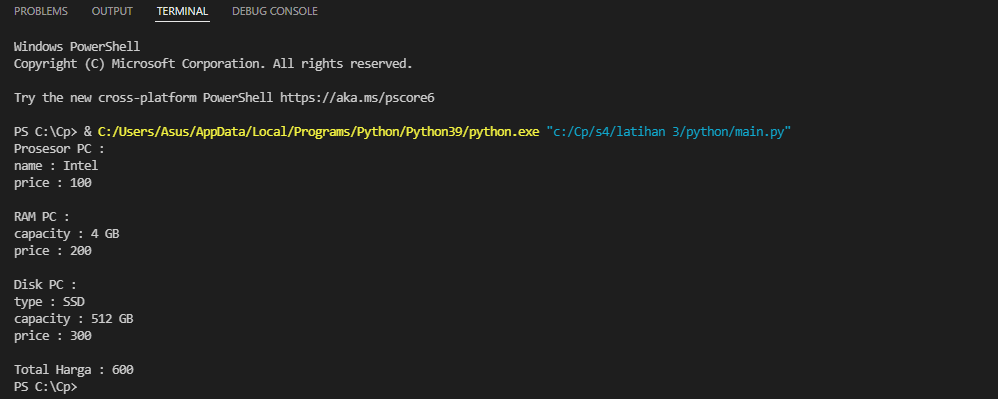 PROBLEMS OUTPUT TERMINAL DEBUG CONSOLE
Windows PowerShell
Copyright (C) Microsoft Corporation. All rights reserved.
Try the new cross-platform PowerShell https://aka.ms/pscore6
PS C:\Cp> & C:/Users/Asus/AppData/Local/Programs/Python/Python39/python.exe "c:/Cp/s4/latihan 3/python/main.py"
Prosesor PC :
name : Intel
price : 100
RAM PC :
capacity : 4 GB
price : 200
Disk PC :
type : SSD
capacity : 512 GB
price : 300
Total Harga : 600
PS C:\Cp>